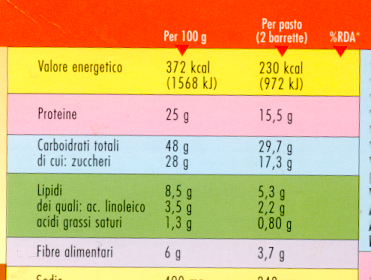 Per 100 g Per pasto (2 barrette) %RDA*
Valore energetico 372 kcal 230 kcal
(1568 kJ) (972 kJ)
Proteine 25 g 15,5 g
Carboidrati totali 48 g 29,7 g
di cui: zuccheri 28 g 17,3 g
Lipidi 8,5 g 5,3 g
dei quali: ac. linoleico 3,5 g 2,2 g
acidi grassi saturi 1,3 g 0,80 g
Fibre alimentari 6 g 3,7 g